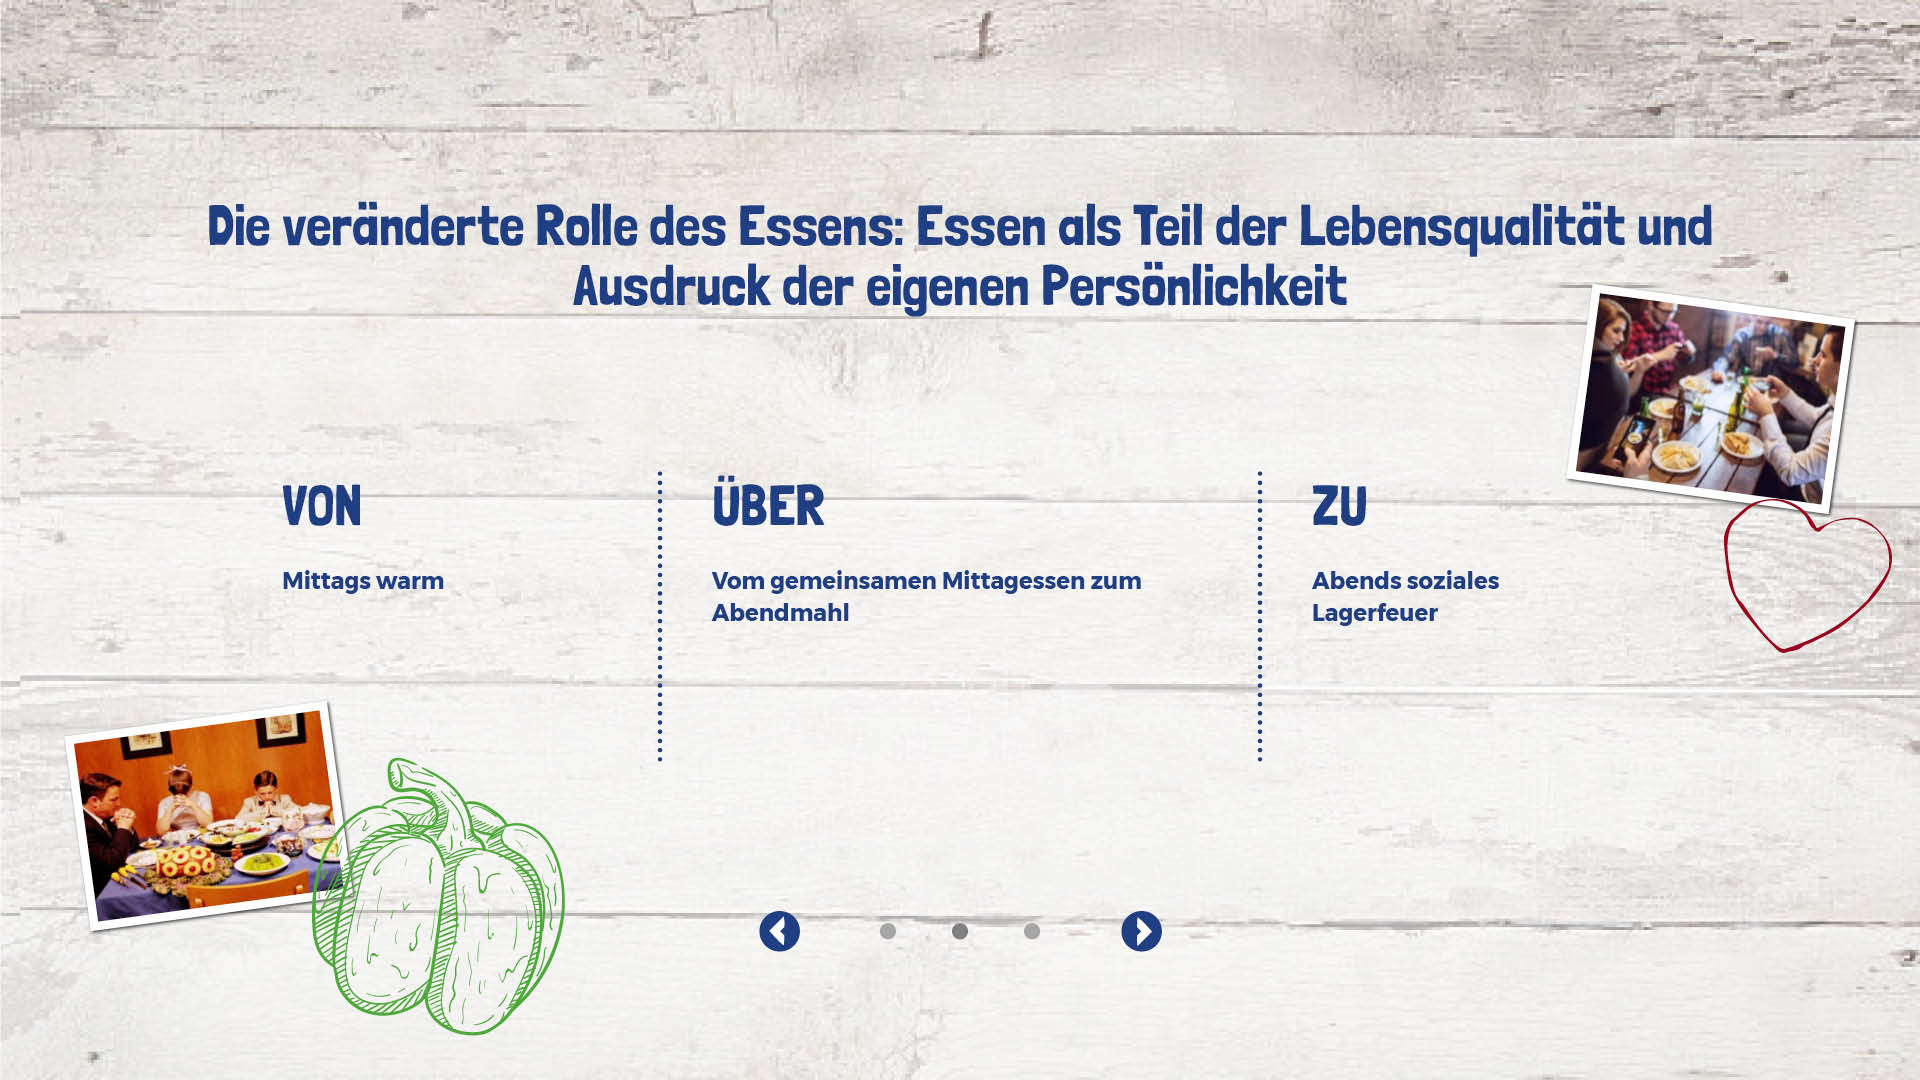 Die veränderte Rolle des Essens: Essen als Teil der Lebensqualität und
Ausdruck der eigenen Persönlichkeit
VON
Mittags warm
ÜBER
Vom gemeinsamen Mittagessen zum
Abendmahl
ZU
Abends soziales
Lagerfeuer